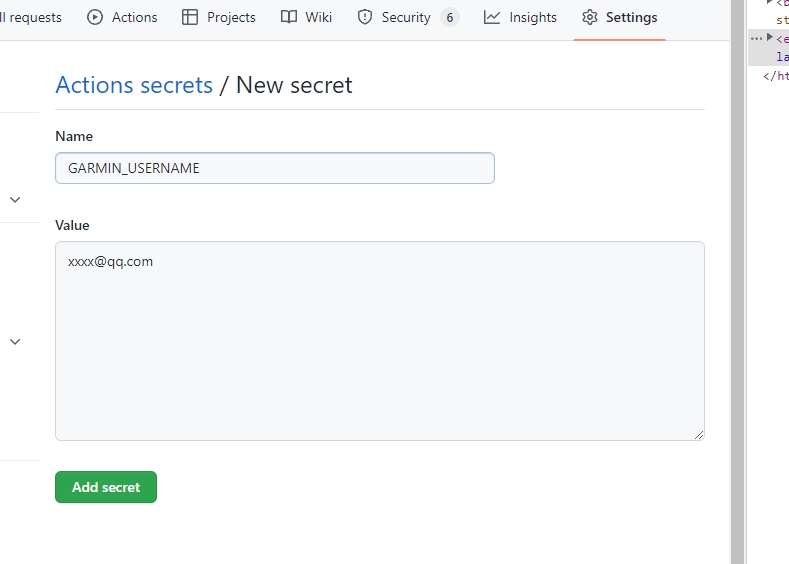 ll requests Actions Projects Wiki Security 6 Insights Settings
Actions secrets / New secret
Name
GARMIN_USERNAME
Value
xxxx@qq.com
Add secret
<b
st
<e
la
</ht